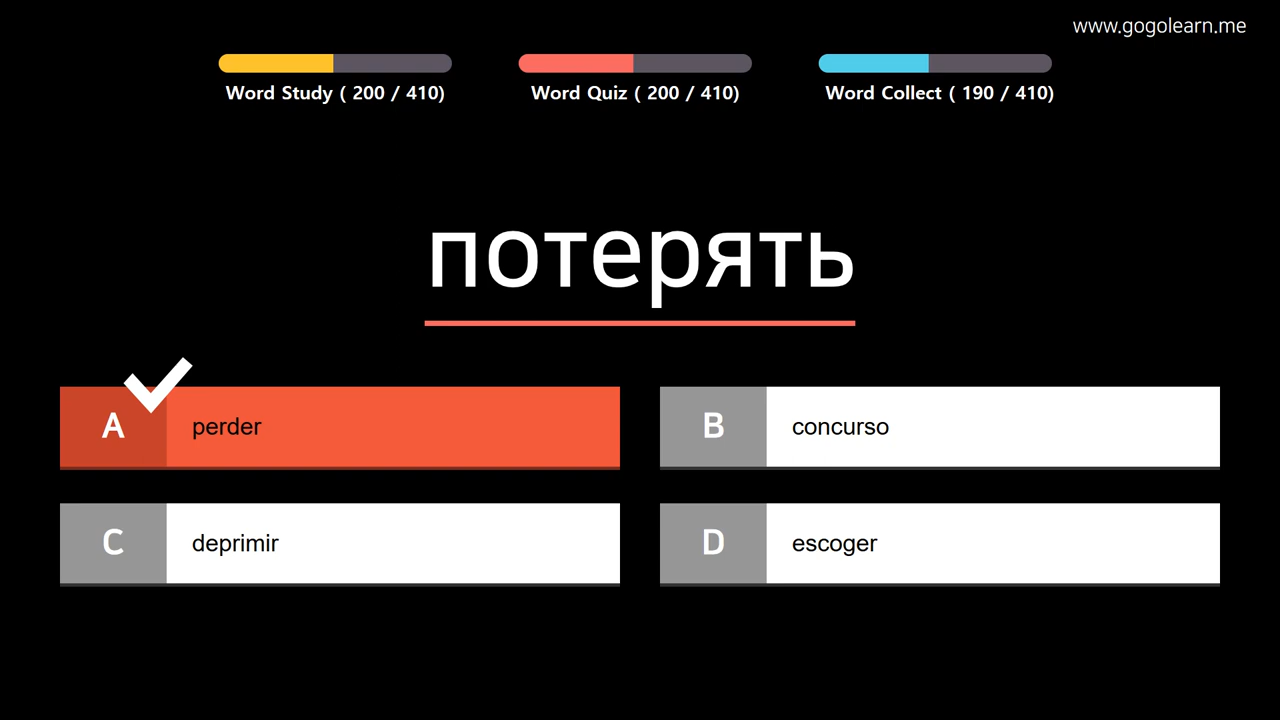 www.gogolearn.me
Word Study ( 200 / 410)
Word Quiz ( 200 / 410)
Word Collect ( 190 / 410)
потерять
A perder
B concurso
C deprimir
D escoger